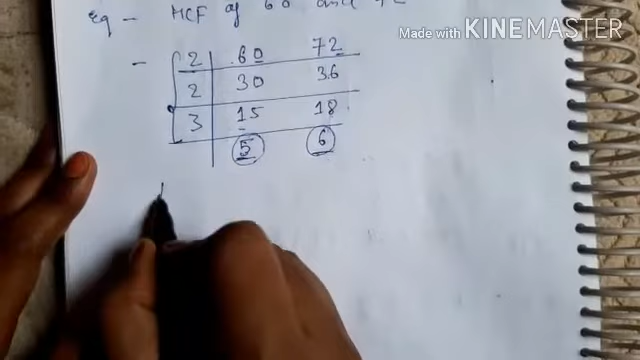 Made with KINEMASTER
Eg - HCF of 60 and 72
- 2 60 72
2 30 36
3 15 18
5 6